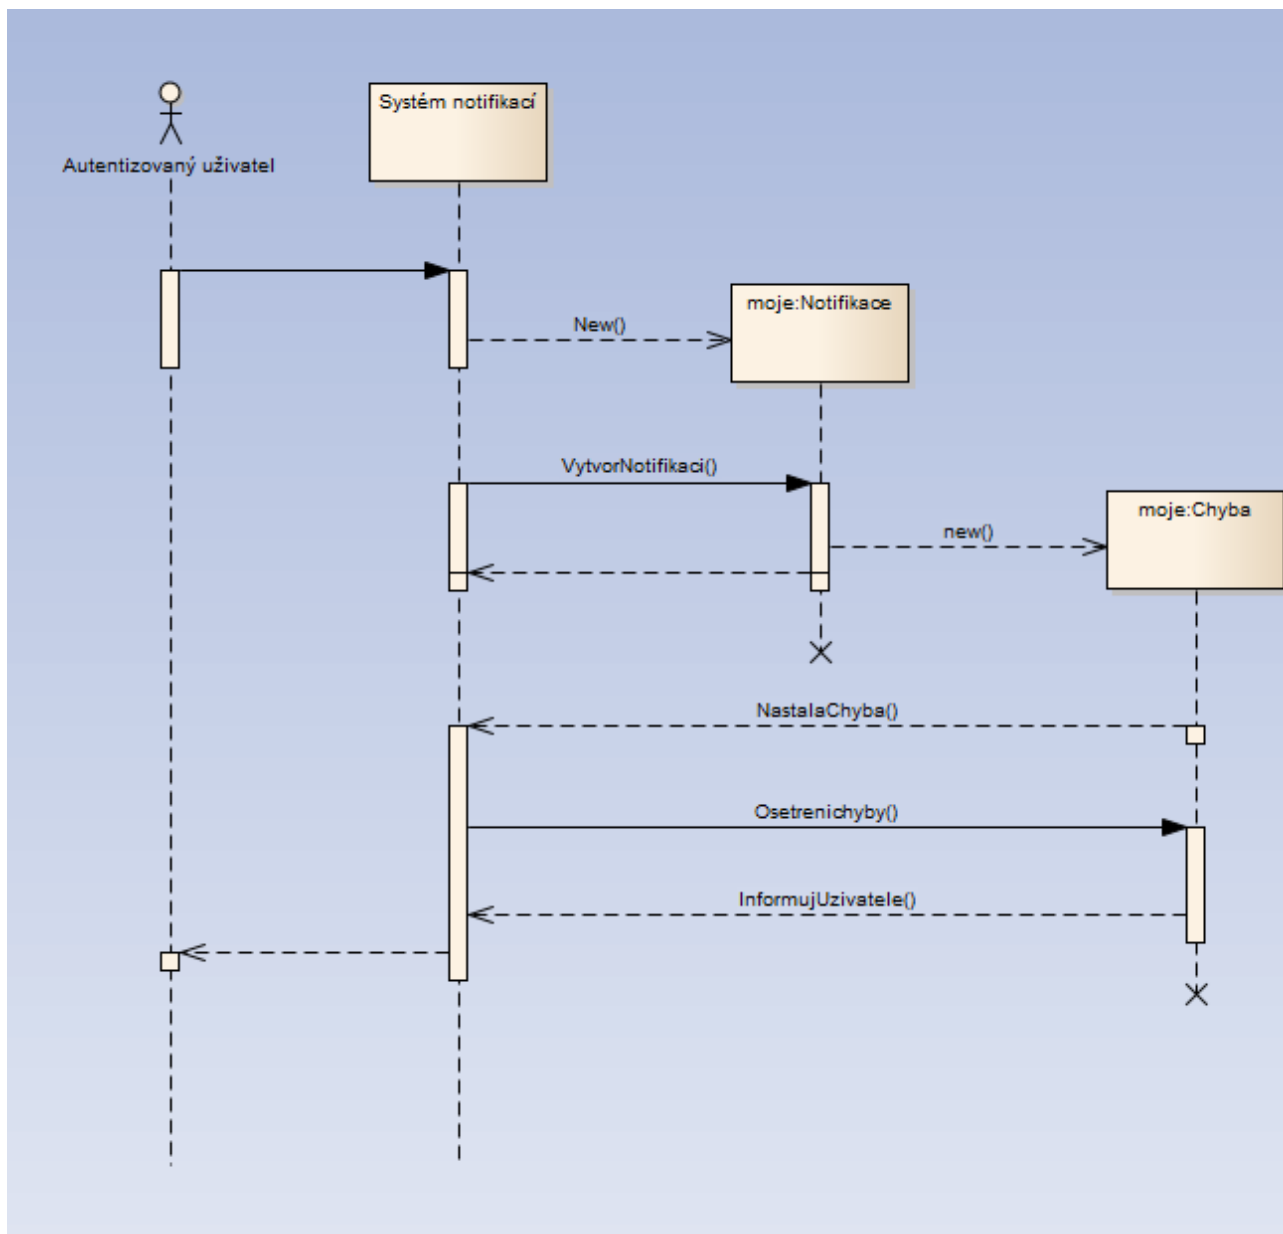 Systém notifikací
Autentizovaný uživatel
moje:Notifikace
New()
VytvorNotifikaci()
moje:Chyba
new()
NastalaChyba()
Osetrenichyby()
InformujUzivatele()